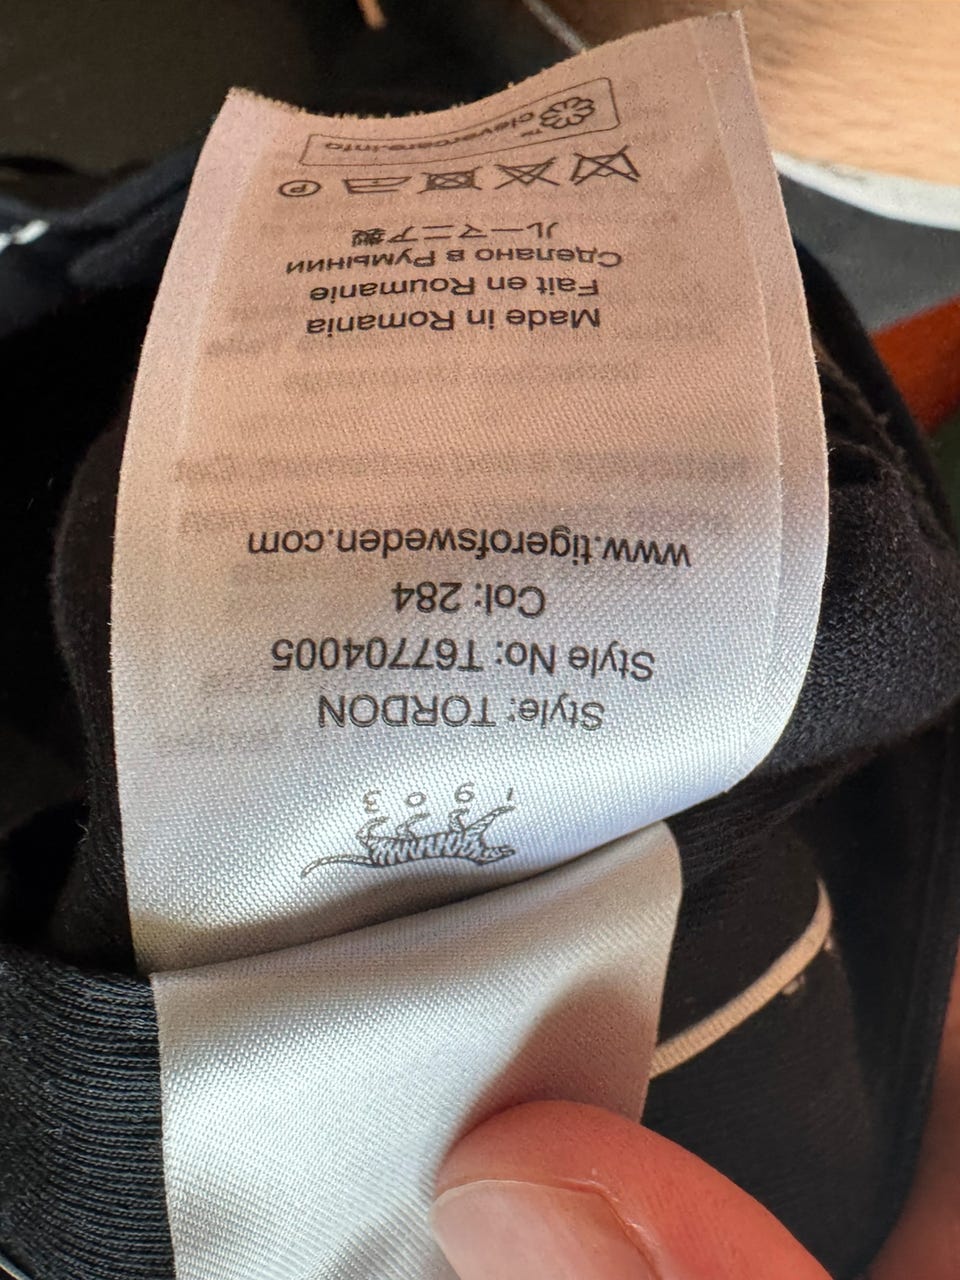 1903
Style: TORDON
Style No: T67704005
Col: 284
www.tigerofsweden.com
Made in Romania
Fait en Roumanie
Сделано в Румынии
ルーマニア製
P
clevercare.info™